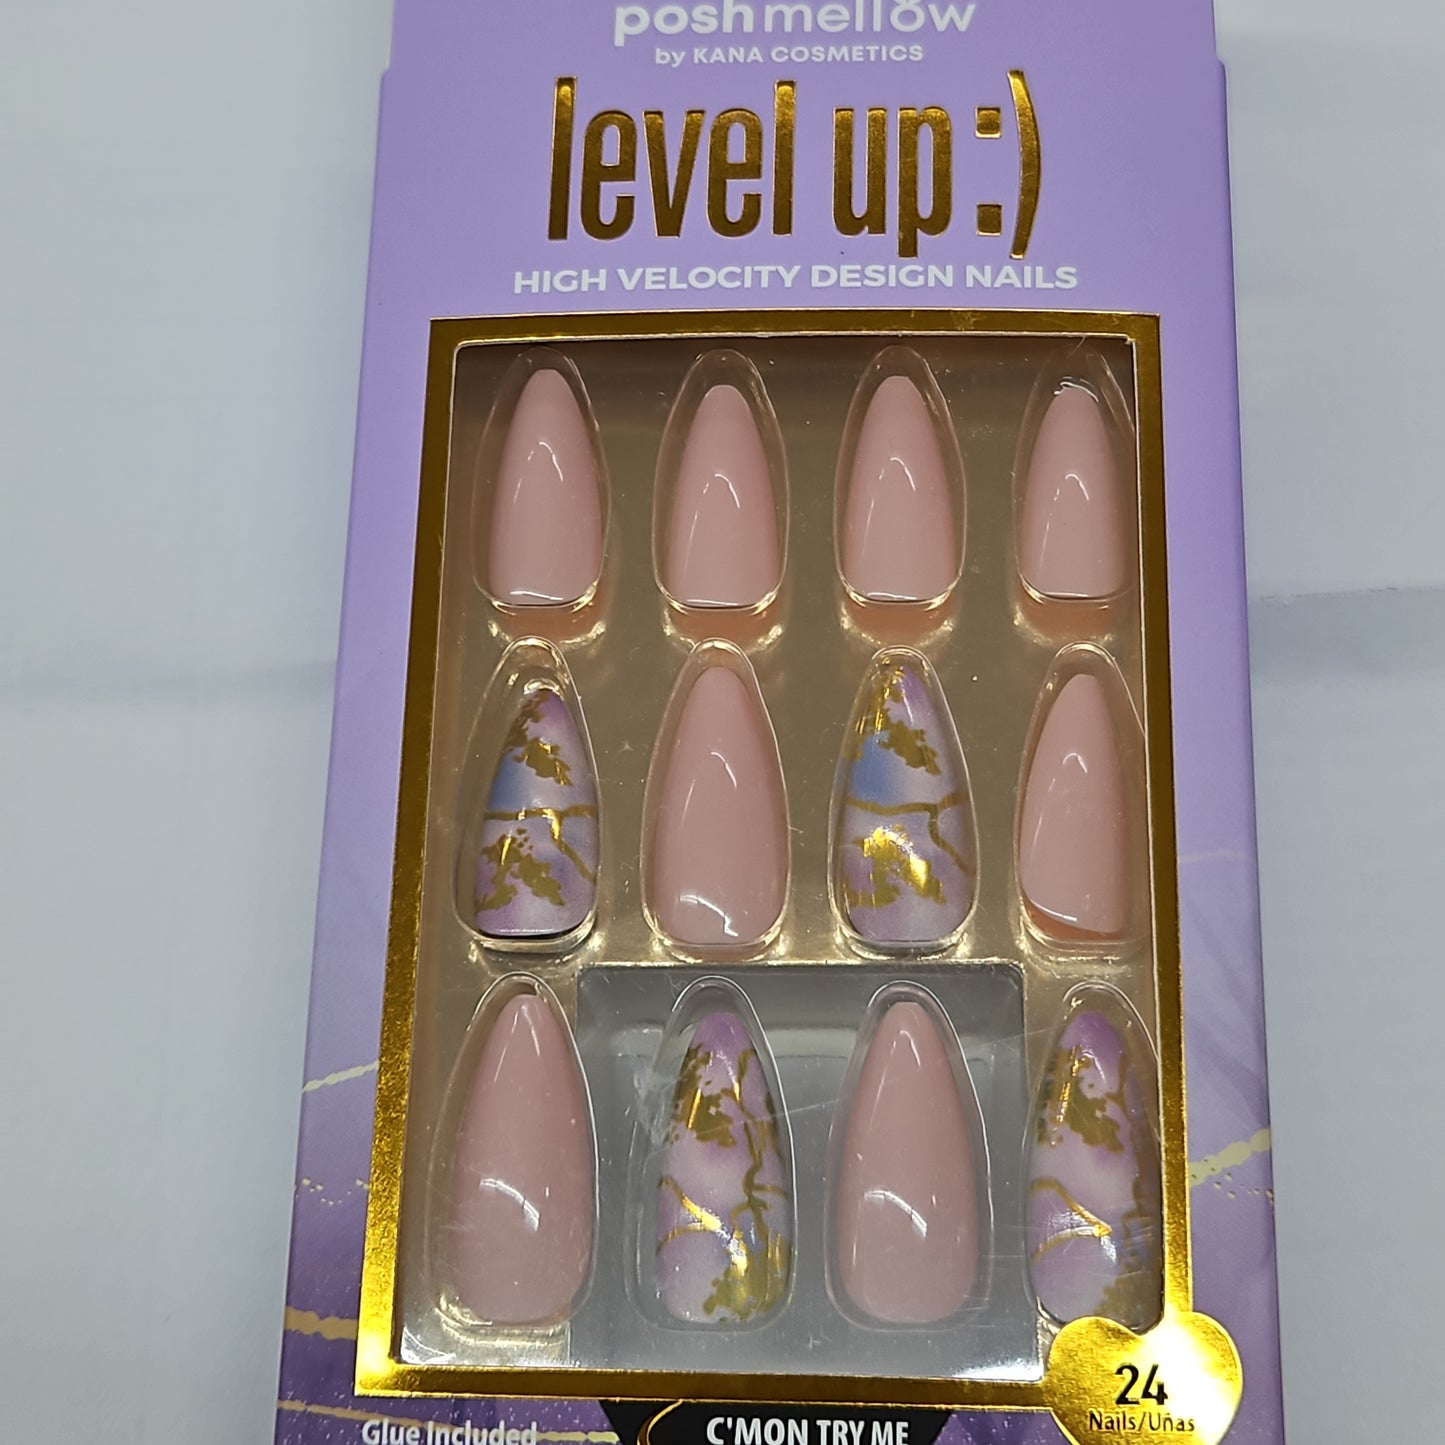 poshmellow
by KANA COSMETICS
level up :)
HIGH VELOCITY DESIGN NAILS
24
Nails/Uñas
Glue Included
C'MON TRY ME